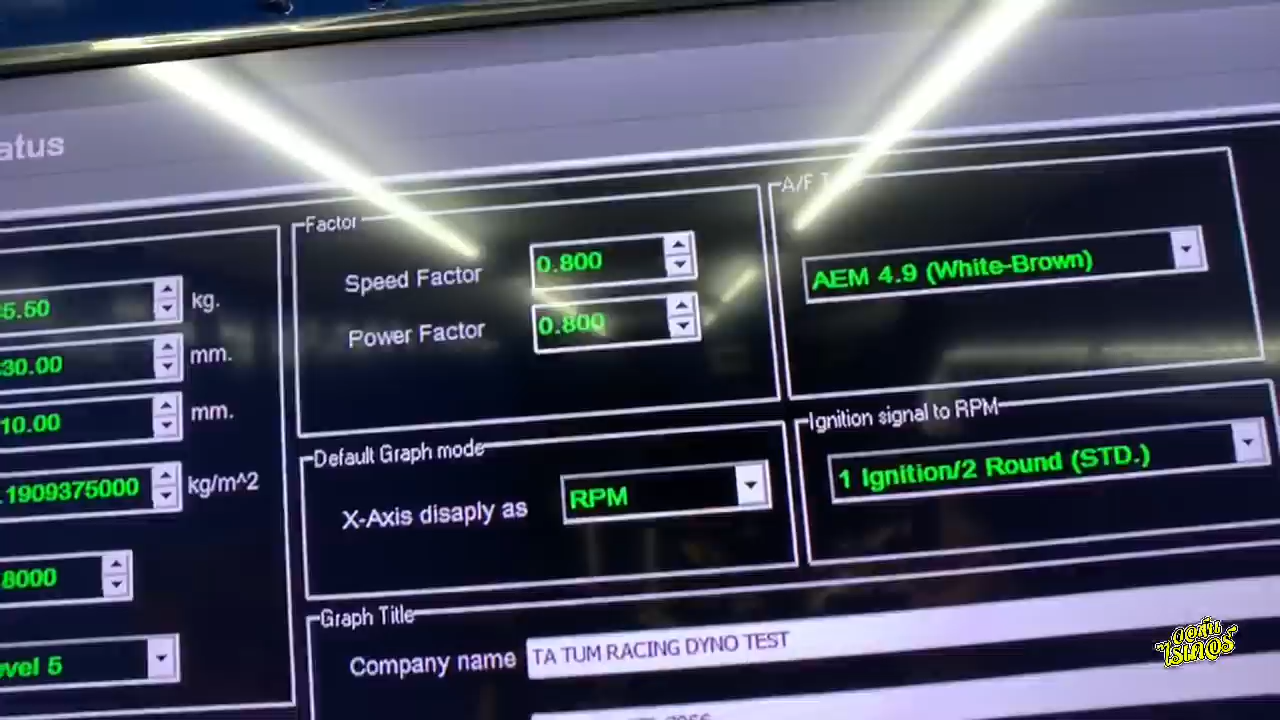 atus
Factor
Speed Factor 0.800
Power Factor 0.800
A/F
AEM 4.9 (White-Brown)
5.50 kg.
30.00 mm.
10.00 mm.
.1909375000 kg/m^2
8000
evel 5
Default Graph mode
X-Axis disaply as RPM
Ignition signal to RPM
1 Ignition/2 Round (STD.)
Graph Title
Company name TA TUM RACING DYNO TEST